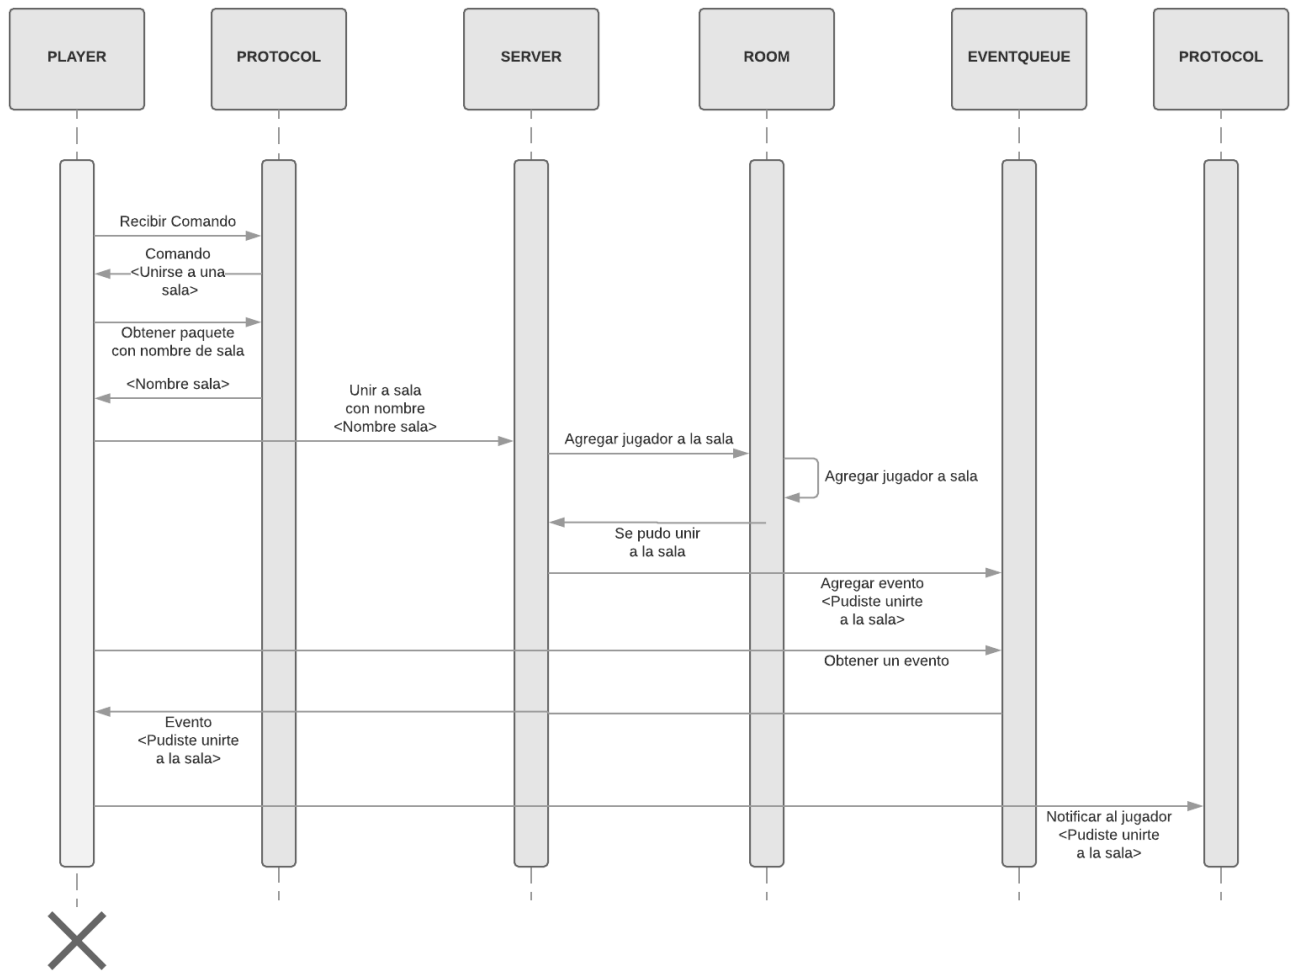 PLAYER
PROTOCOL
SERVER
ROOM
EVENTQUEUE
PROTOCOL
Recibir Comando
Comando
<Unirse a una
sala>
Obtener paquete
con nombre de sala
<Nombre sala>
Unir a sala
con nombre
<Nombre sala>
Agregar jugador a la sala
Agregar jugador a sala
Se pudo unir
a la sala
Agregar evento
<Pudiste unirte
a la sala>
Obtener un evento
Evento
<Pudiste unirte
a la sala>
Notificar al jugador
<Pudiste unirte
a la sala>